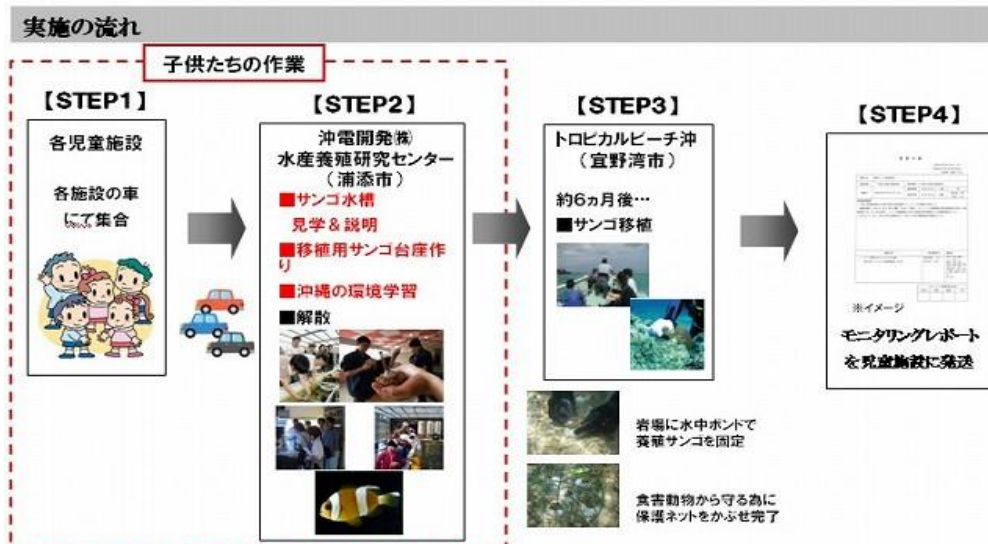 実施の流れ
子供たちの作業
【STEP1】
各児童施設
各施設の車
にて集合
【STEP2】
沖電開発㈱
水産養殖研究センター
（浦添市）
■サンゴ水槽
見学＆説明
■移植用サンゴ台座作
り
■沖縄の環境学習
■解散
【STEP3】
トロピカルビーチ沖
（宜野湾市）
約6ヵ月後…
■サンゴ移植
岩場に水中ボンドで
養殖サンゴを固定
食害動物から守る為に
保護ネットをかぶせ完了
【STEP4】
※イメージ
モニタリングレポート
を児童施設に発送